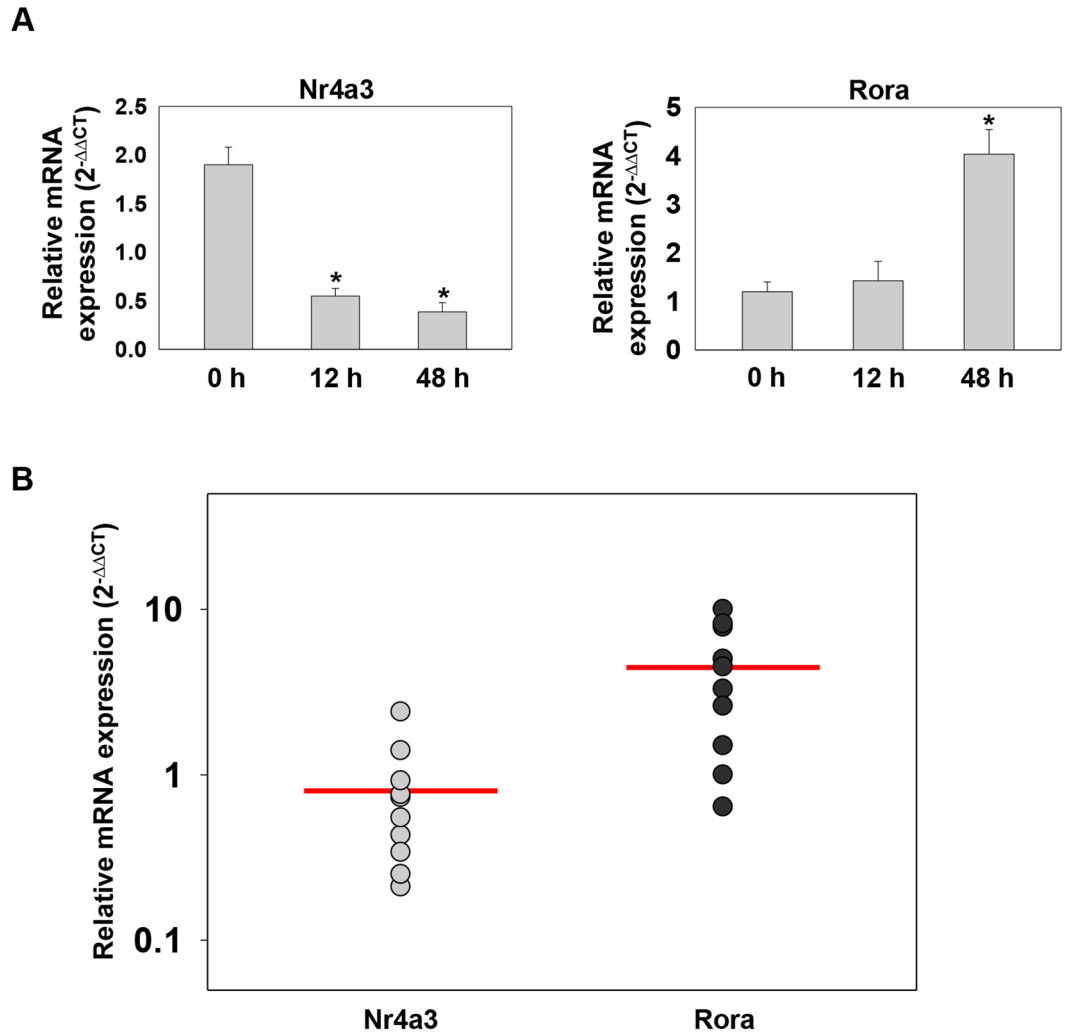 A
Nr4a3
Relative mRNA
expression (2-ΔΔCT)
2.5
2.0
1.5
1.0
0.5
0.0
*
*
0 h 12 h 48 h
Rora
Relative mRNA
expression (2-ΔΔCT)
5
4
3
2
1
0
*
0 h 12 h 48 h
B
Relative mRNA expression (2-ΔΔCT)
10
1
0.1
Nr4a3 Rora